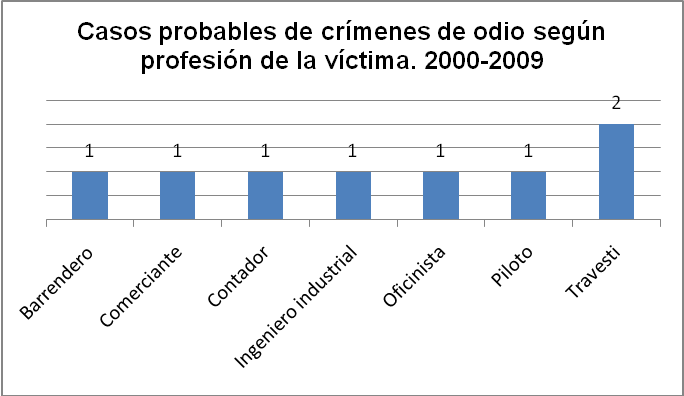 Casos probables de crímenes de odio según
profesión de la víctima. 2000-2009
1 1 1 1 1 1 2
Barrendero
Comerciante
Contador
Ingeniero industrial
Oficinista
Piloto
Travesti